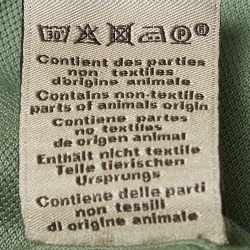 30
P
Contient des parties
non textiles
d'origine animale
Contains non-textile
parts of animals origin
Contiene partes
no textiles
de origen animal
Enthält nicht textile
Teile tierischen
Ursprungs
Contiene delle parti
non tessili
di origine animale